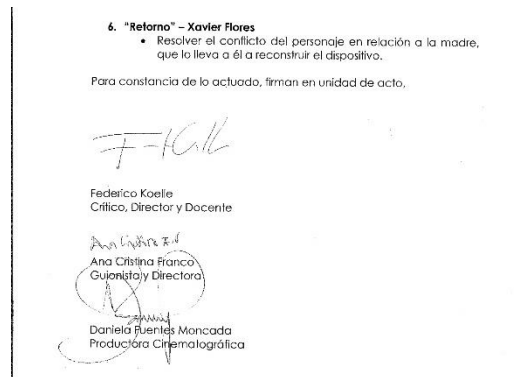 6. "Retorno" – Xavier Flores
• Resolver el conflicto del personaje en relación a la madre,
que lo lleva a él a reconstruir el dispositivo.
Para constancia de lo actuado, firman en unidad de acto,
Federico Koelle
Crítico, Director y Docente
Ana Cristina Franco
Guionista y Directora
Daniela Fuentes Moncada
Productora Cinematográfica